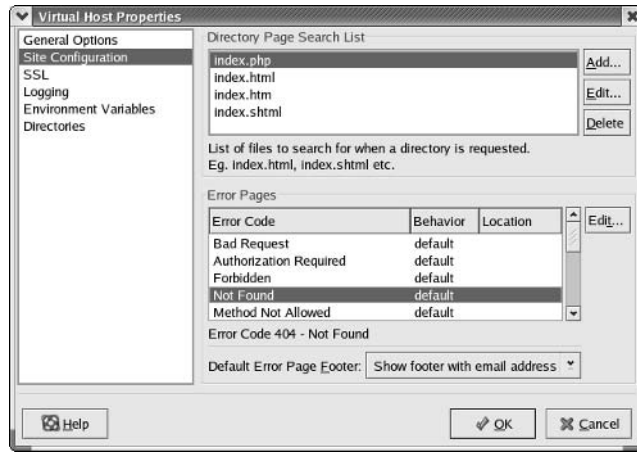 Virtual Host Properties
General Options
Site Configuration
SSL
Logging
Environment Variables
Directories
Directory Page Search List
index.php
index.html
index.htm
index.shtml
Add...
Edit...
Delete
List of files to search for when a directory is requested.
Eg. index.html, index.shtml etc.
Error Pages
Error Code Behavior Location
Bad Request default
Authorization Required default
Forbidden default
Not Found default
Method Not Allowed default
Edit...
Error Code 404 - Not Found
Default Error Page Footer: Show footer with email address
Help
OK
Cancel